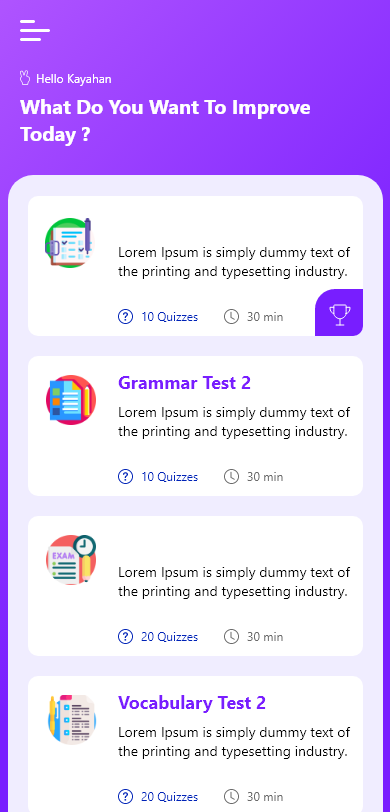 Hello Kayahan
What Do You Want To Improve
Today ?
Lorem Ipsum is simply dummy text of
the printing and typesetting industry.
10 Quizzes
30 min
Grammar Test 2
Lorem Ipsum is simply dummy text of
the printing and typesetting industry.
10 Quizzes
30 min
EXAM
Lorem Ipsum is simply dummy text of
the printing and typesetting industry.
20 Quizzes
30 min
Vocabulary Test 2
Lorem Ipsum is simply dummy text of
the printing and typesetting industry.
20 Quizzes
30 min